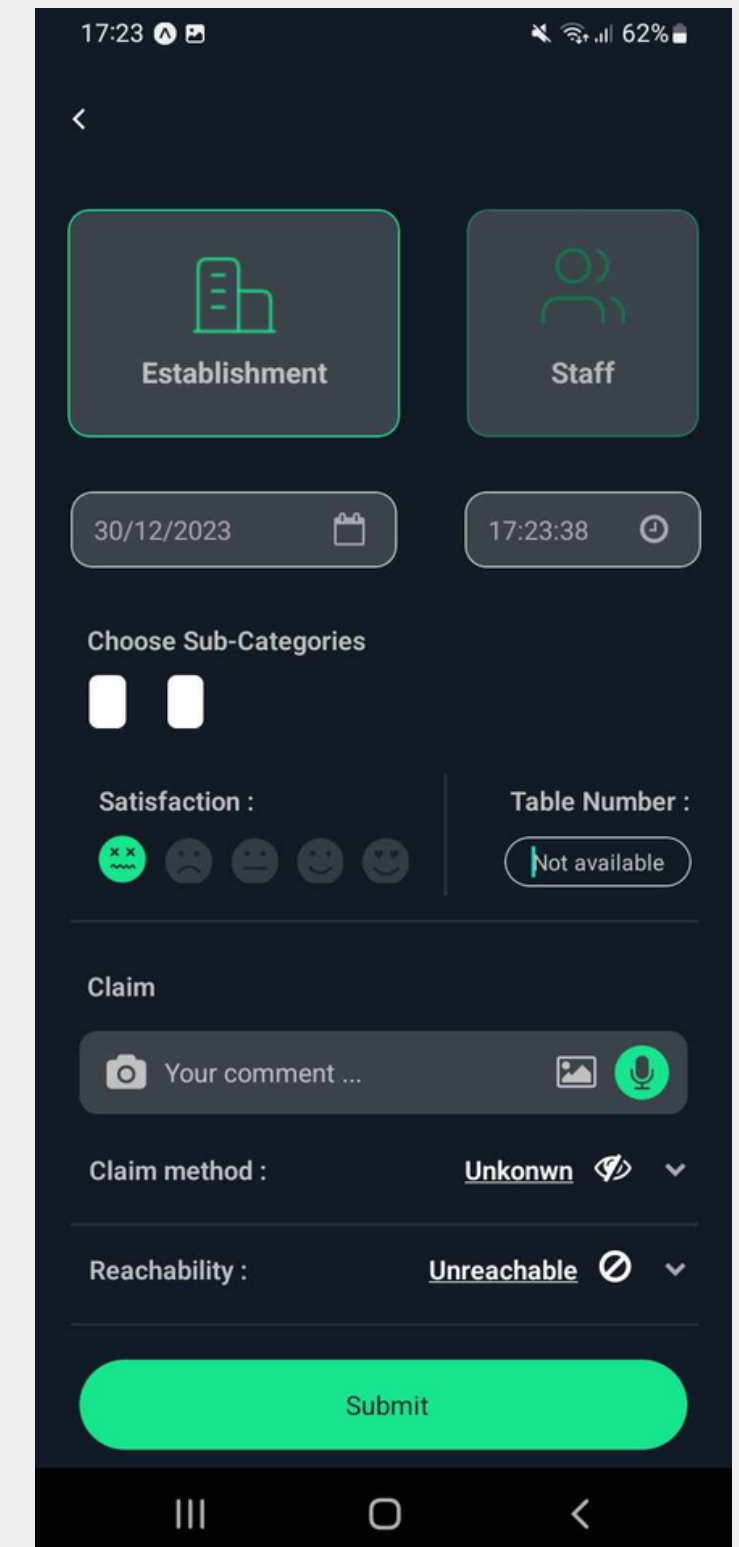 17:23 62%
Establishment Staff
30/12/2023 17:23:38
Choose Sub-Categories
Satisfaction : Table Number :
Not available
Claim
Your comment ...
Claim method : Unkonwn
Reachability : Unreachable
Submit